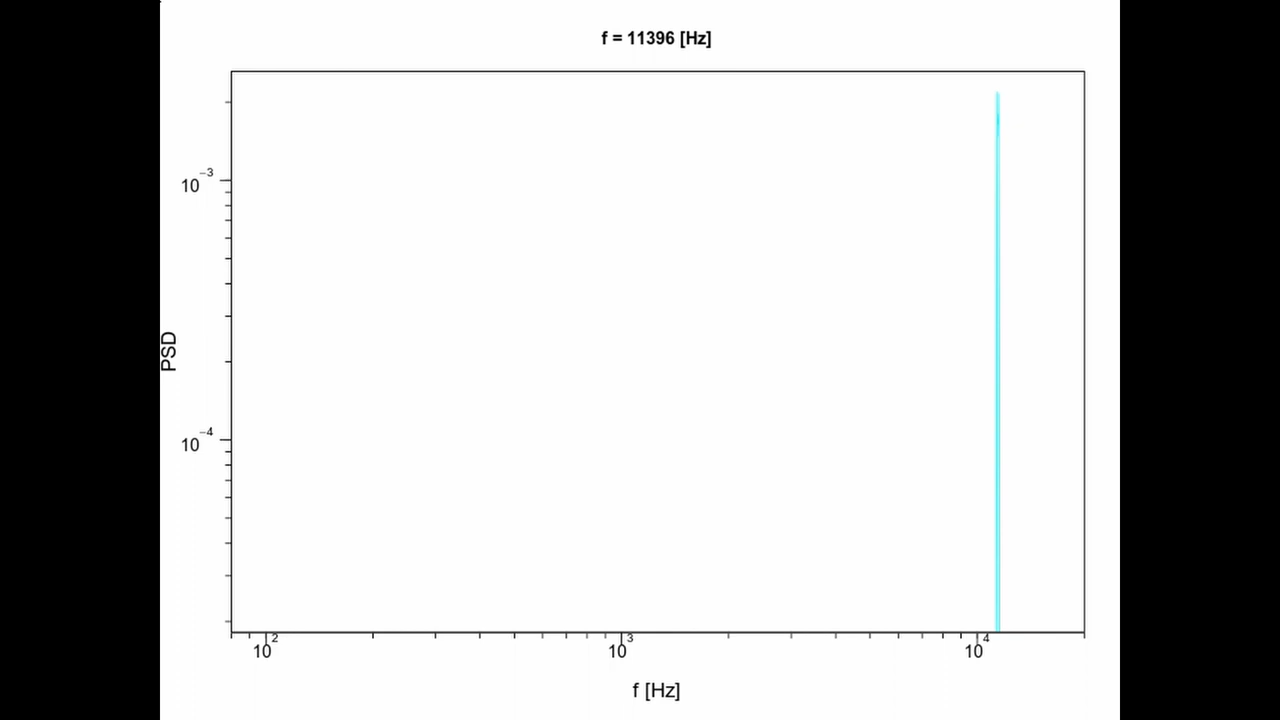 f = 11396 [Hz]
10⁻³
PSD
10⁻⁴
10² 10³ 10⁴
f [Hz]